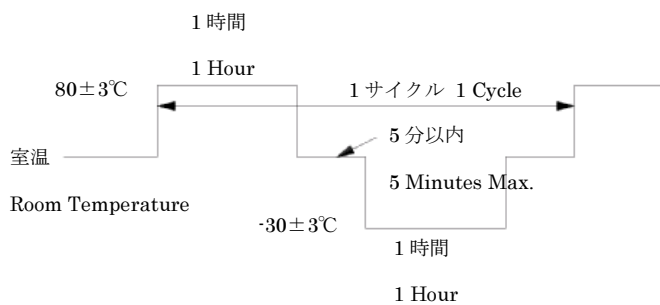 1 時間
1 Hour
80±3℃
1 サイクル 1 Cycle
5 分以内
室温
5 Minutes Max.
Room Temperature
-30±3℃
1 時間
1 Hour